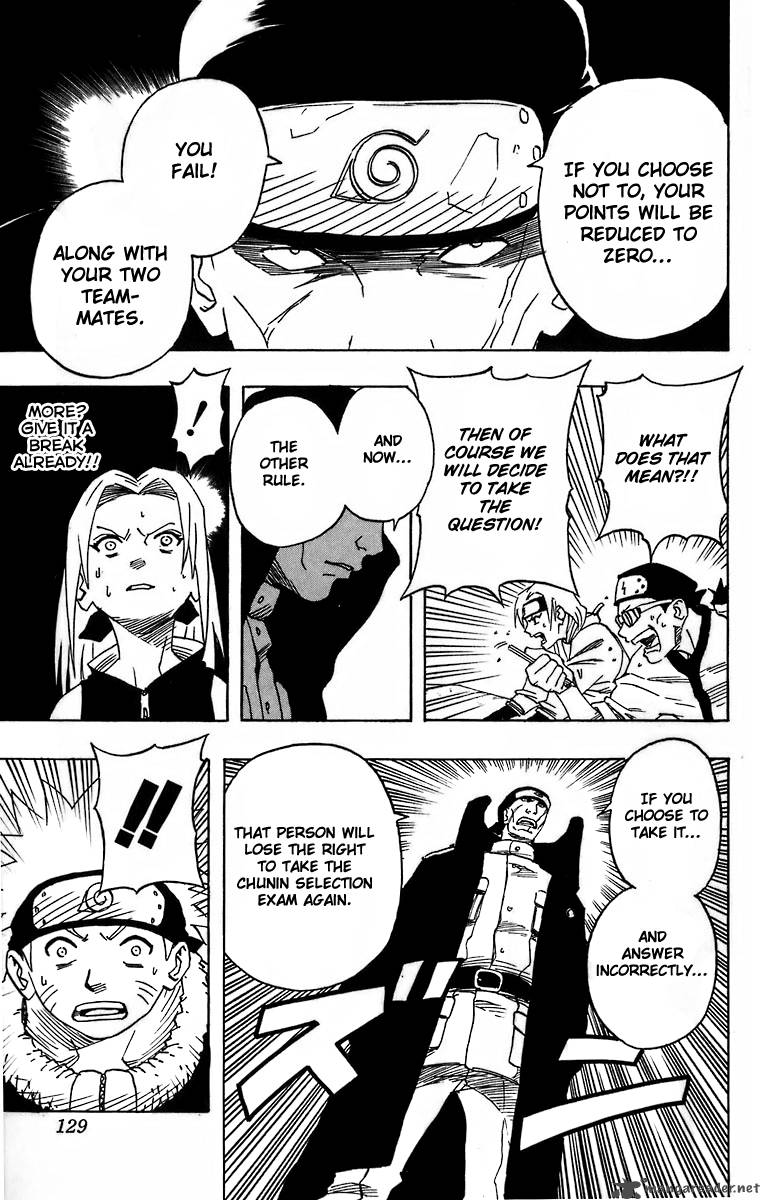 IF YOU CHOOSE
NOT TO, YOUR
POINTS WILL BE
REDUCED TO
ZERO...
YOU
FAIL!
ALONG WITH
YOUR TWO
TEAM-
MATES.
WHAT
DOES THAT
MEAN?!!
THEN OF
COURSE WE
WILL DECIDE
TO TAKE
THE
QUESTION!
AND
NOW...
THE
OTHER
RULE.
!
MORE?
GIVE IT A
BREAK
ALREADY!!
IF YOU
CHOOSE TO
TAKE IT...
AND
ANSWER
INCORRECTLY...
THAT PERSON WILL
LOSE THE RIGHT
TO TAKE THE
CHUNIN SELECTION
EXAM AGAIN.
ズズ
!!
129